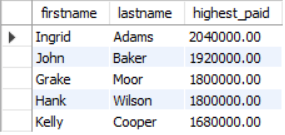 firstname lastname highest_paid
Ingrid Adams 2040000.00
John Baker 1920000.00
Grake Moor 1800000.00
Hank Wilson 1800000.00
Kelly Cooper 1680000.00